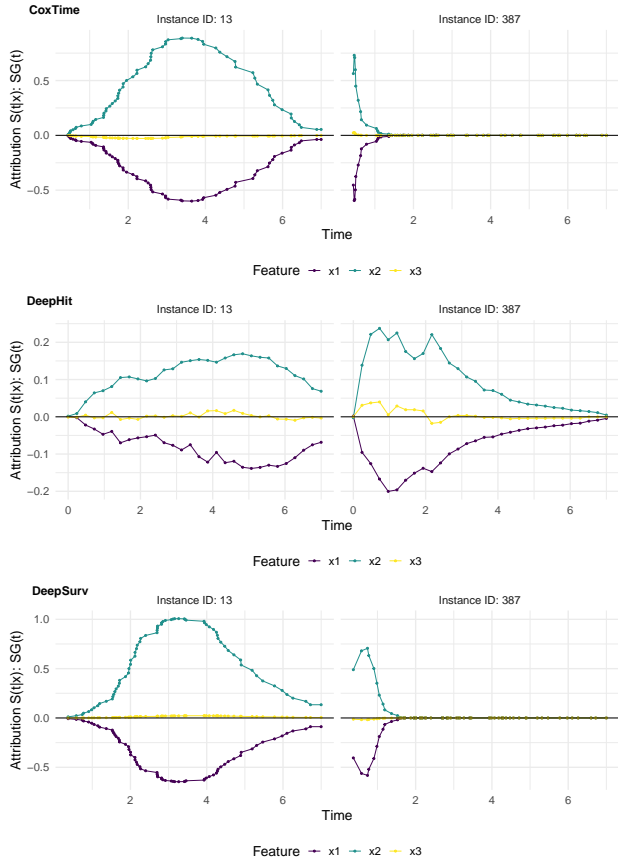 CoxTime
Instance ID: 13
Instance ID: 387
Attribution S(t|x): SG(t)
0.5
0.0
−0.5
2
4
6
2
4
6
Time
Feature x1 x2 x3
DeepHit
Instance ID: 13
Instance ID: 387
Attribution S(t|x): SG(t)
0.2
0.1
0.0
−0.1
−0.2
0
2
4
6
0
2
4
6
Time
Feature x1 x2 x3
DeepSurv
Instance ID: 13
Instance ID: 387
Attribution S(t|x): SG(t)
1.0
0.5
0.0
−0.5
2
4
6
2
4
6
Time
Feature x1 x2 x3